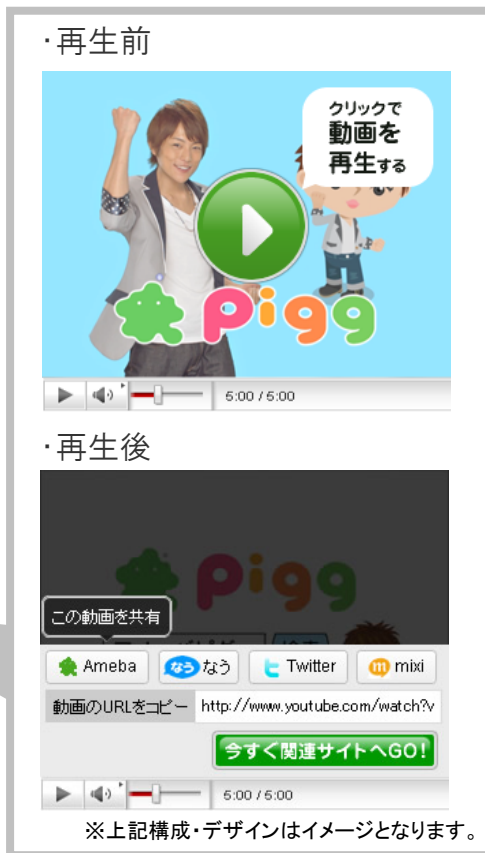 ・再生前
クリックで
動画を
再生する
pigg
5:00 / 5:00
・再生後
pigg
この動画を共有
Ameba なう なう Twitter mixi
動画のURLをコピー http://www.youtube.com/watch?v
今すぐ関連サイトへGO!
5:00 / 5:00
※上記構成・デザインはイメージとなります。